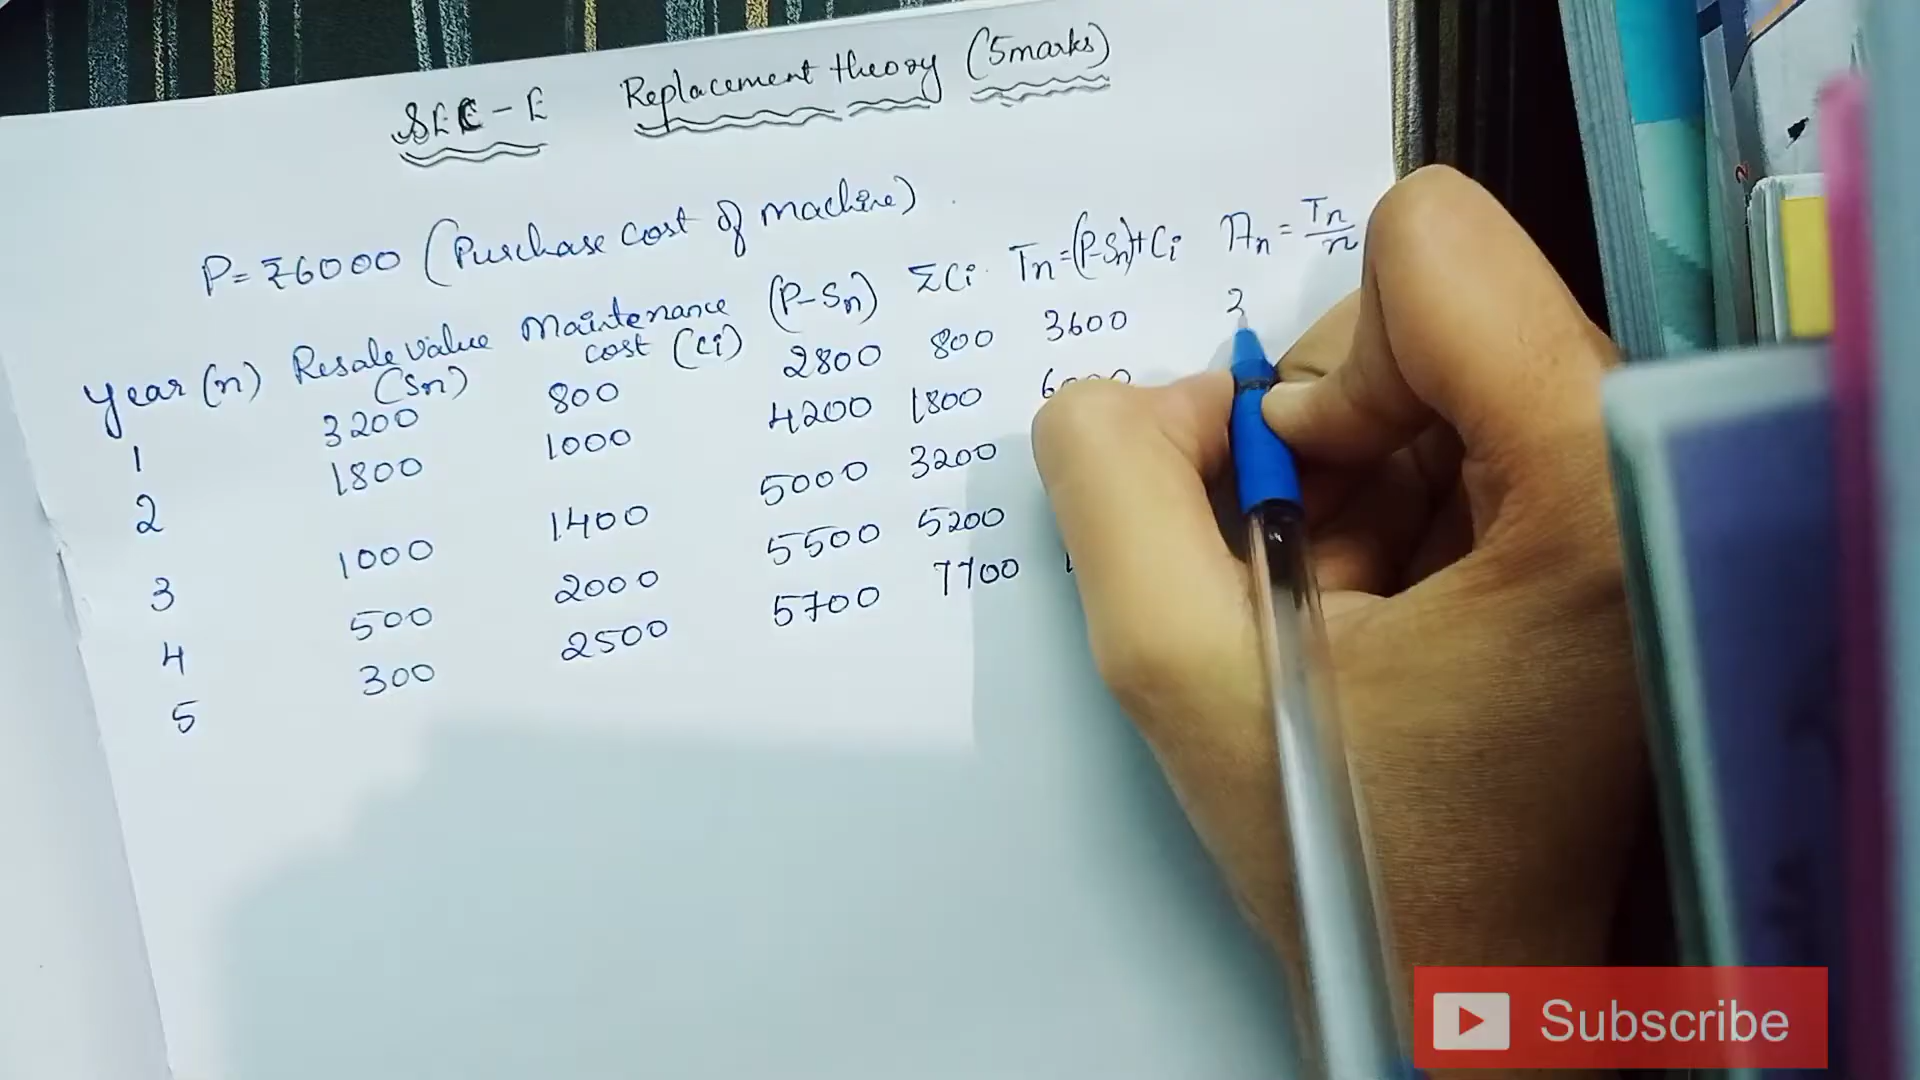 SEC-E Replacement theory (5marks)
P=₹6000 (Purchase cost of machine)
Year (n) Resale value (Sn) Maintenance cost (Ci) (P-Sn) ΣCi Tn=(P-Sn)+Ci An=Tn/n
1 3200 800 2800 800 3600 3
2 1800 1000 4200 1800
3 1000 1400 5000 3200
4 500 2000 5500 5200
5 300 2500 5700 7700
Subscribe